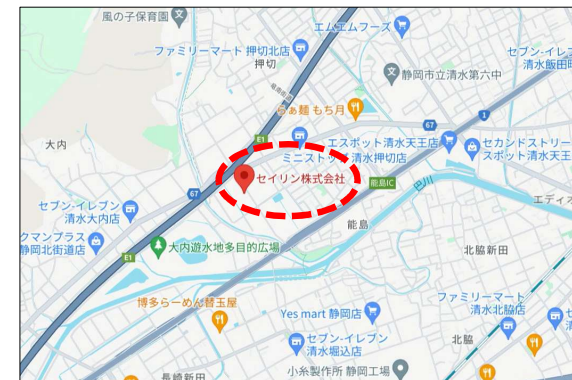 風の子保育園
エムエムフーズ
ファミリーマート 押切北店
押切
セブン-イレブ
清水飯田町
静岡市立清水第六中
らぁ麺 もち月
大内
E1
67
1
エスポット清水天王店
セカンドストリー
スポット清水天王
ミニストップ 清水押切店
セイリン株式会社
能島IC
巴川
67
セブン-イレブン
清水大内店
エディオ
能島
クマンプラス
静岡北街道店
E1
大内遊水地多目的広場
北脇新田
博多らーめん替玉屋
Yes mart 静岡店
ファミリーマート
清水北脇店
セブン-イレブン
清水堀込店
北脇
小糸製作所 静岡工場
長崎新田